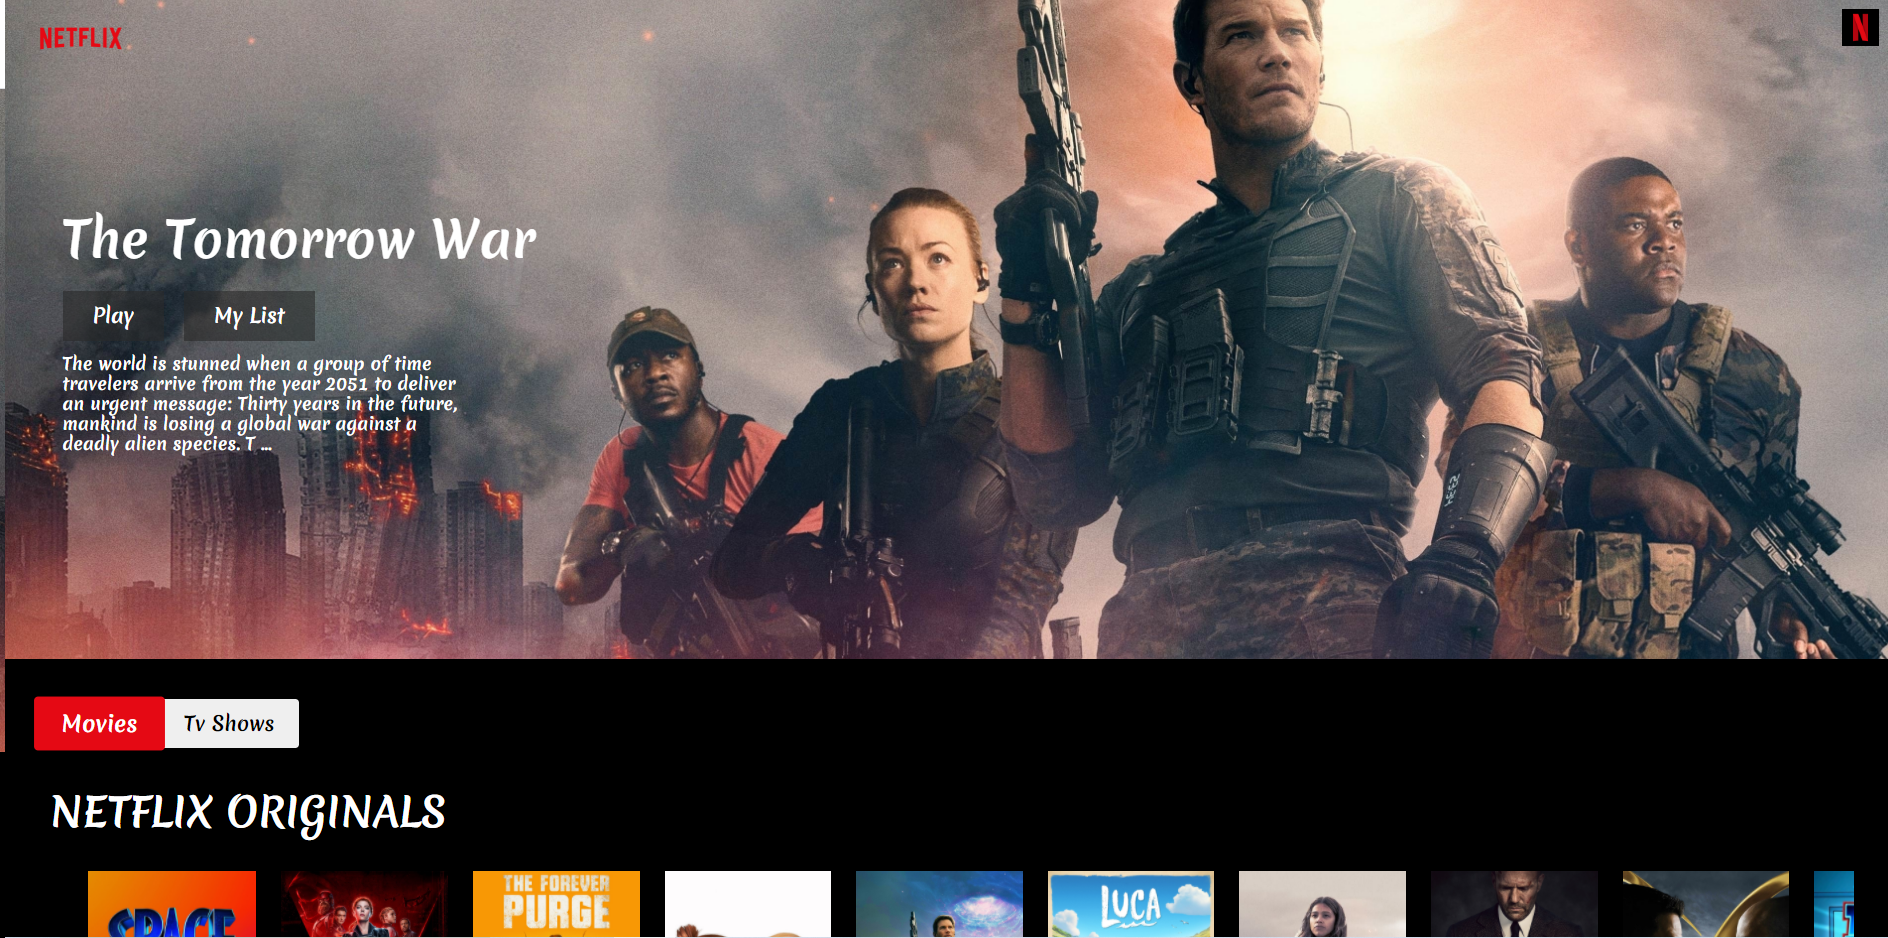 NETFLIX
N
The Tomorrow War
Play
My List
The world is stunned when a group of time
travelers arrive from the year 2051 to deliver
an urgent message: Thirty years in the future,
mankind is losing a global war against a
deadly alien species. T ...
Movies
Tv Shows
NETFLIX ORIGINALS
SPACE
THE FOREVER
PURGE
LUCA